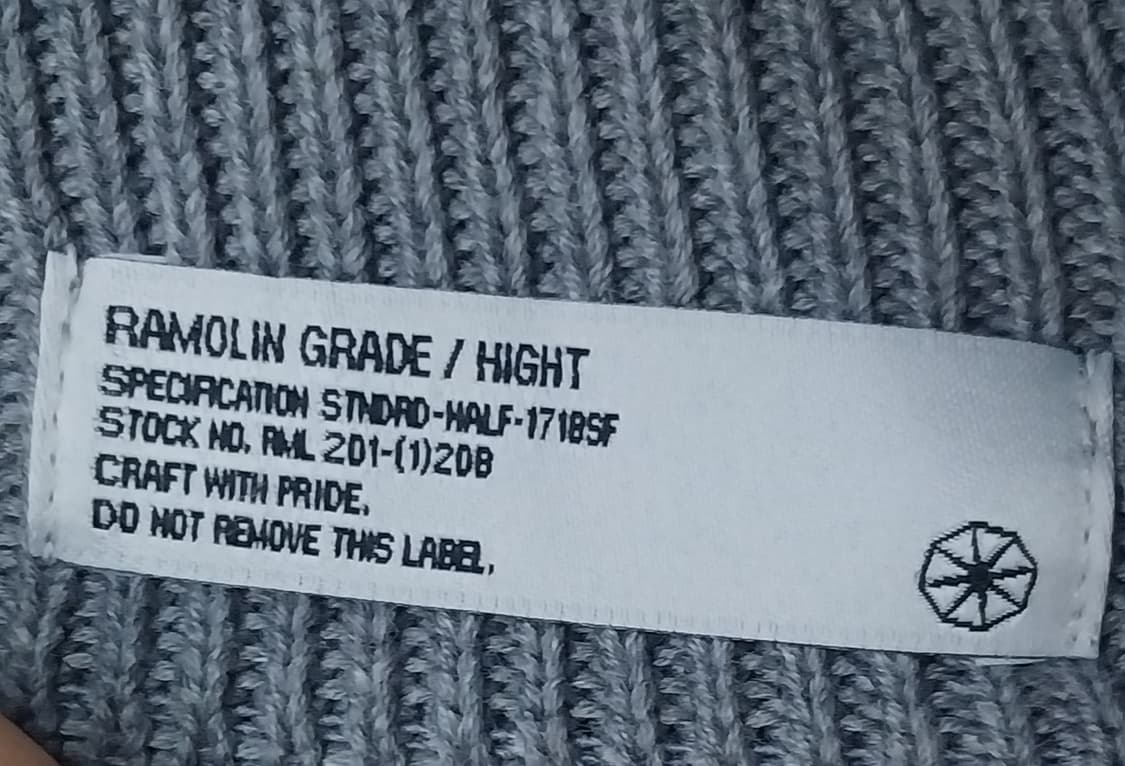 RAMOLIN GRADE / HIGHT
SPECIFICATION STNDRD-HALF-1718SF
STOCK NO. RML 201-(1)20B
CRAFT WITH PRIDE.
DO NOT REMOVE THIS LABEL.